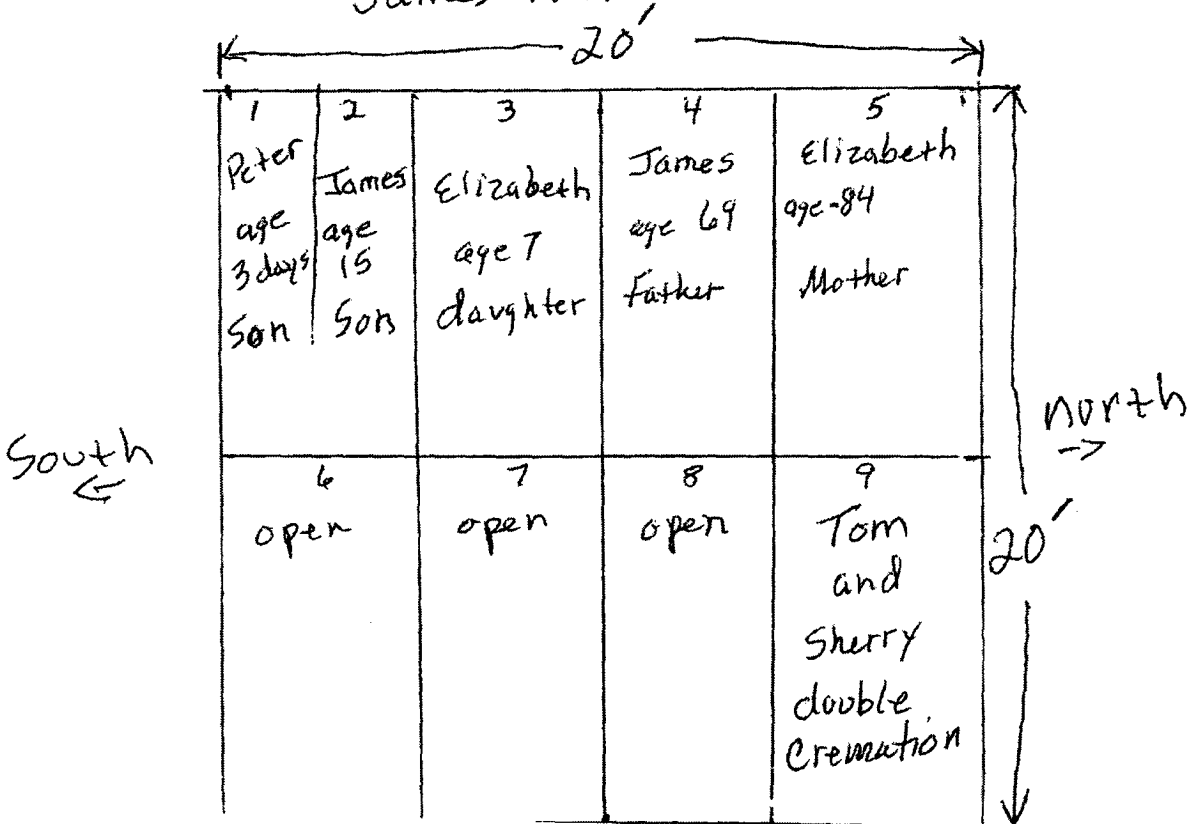 James
20'
1 2 3 4 5
Peter
age
3 days
Son
James
age
15
Son
Elizabeth
age 7
daughter
James
age 69
Father
Elizabeth
age-84
Mother
South
north
6 7 8 9
open
open
open
Tom
and
Sherry
double
Cremation
20'